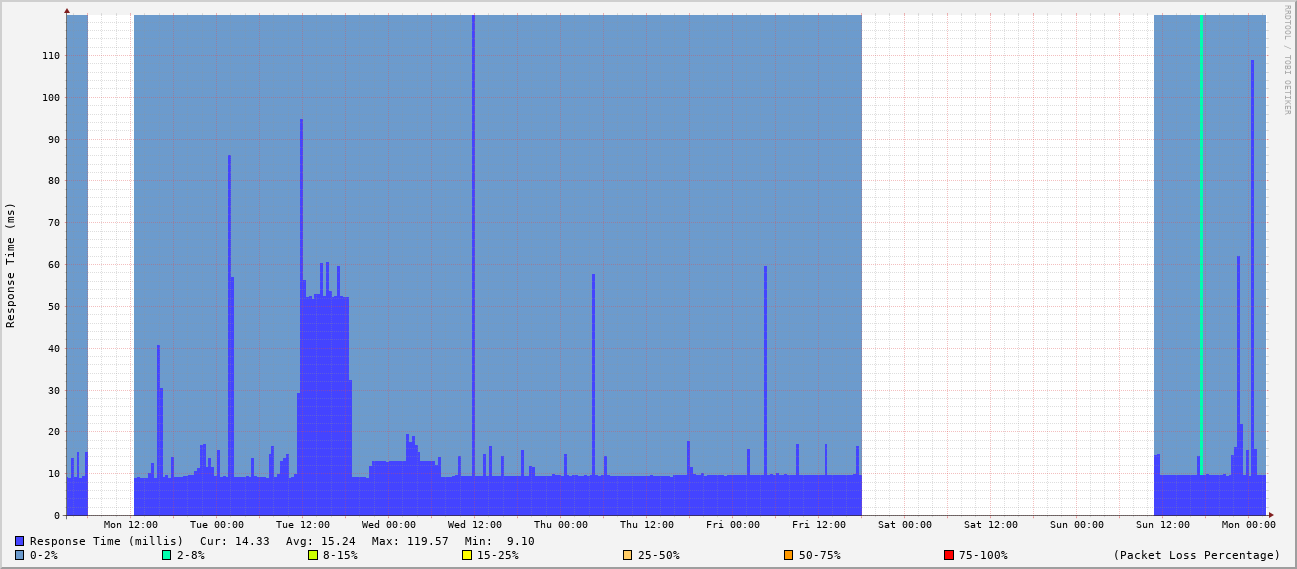 RRDTOOL / TOBI OETIKER
Response Time (ms)
110
100
90
80
70
60
50
40
30
20
10
0
Mon 12:00 Tue 00:00 Tue 12:00 Wed 00:00 Wed 12:00 Thu 00:00 Thu 12:00 Fri 00:00 Fri 12:00 Sat 00:00 Sat 12:00 Sun 00:00 Sun 12:00 Mon 00:00
Response Time (millis) Cur: 14.33 Avg: 15.24 Max: 119.57 Min: 9.10
0-2% 2-8% 8-15% 15-25% 25-50% 50-75% 75-100% (Packet Loss Percentage)